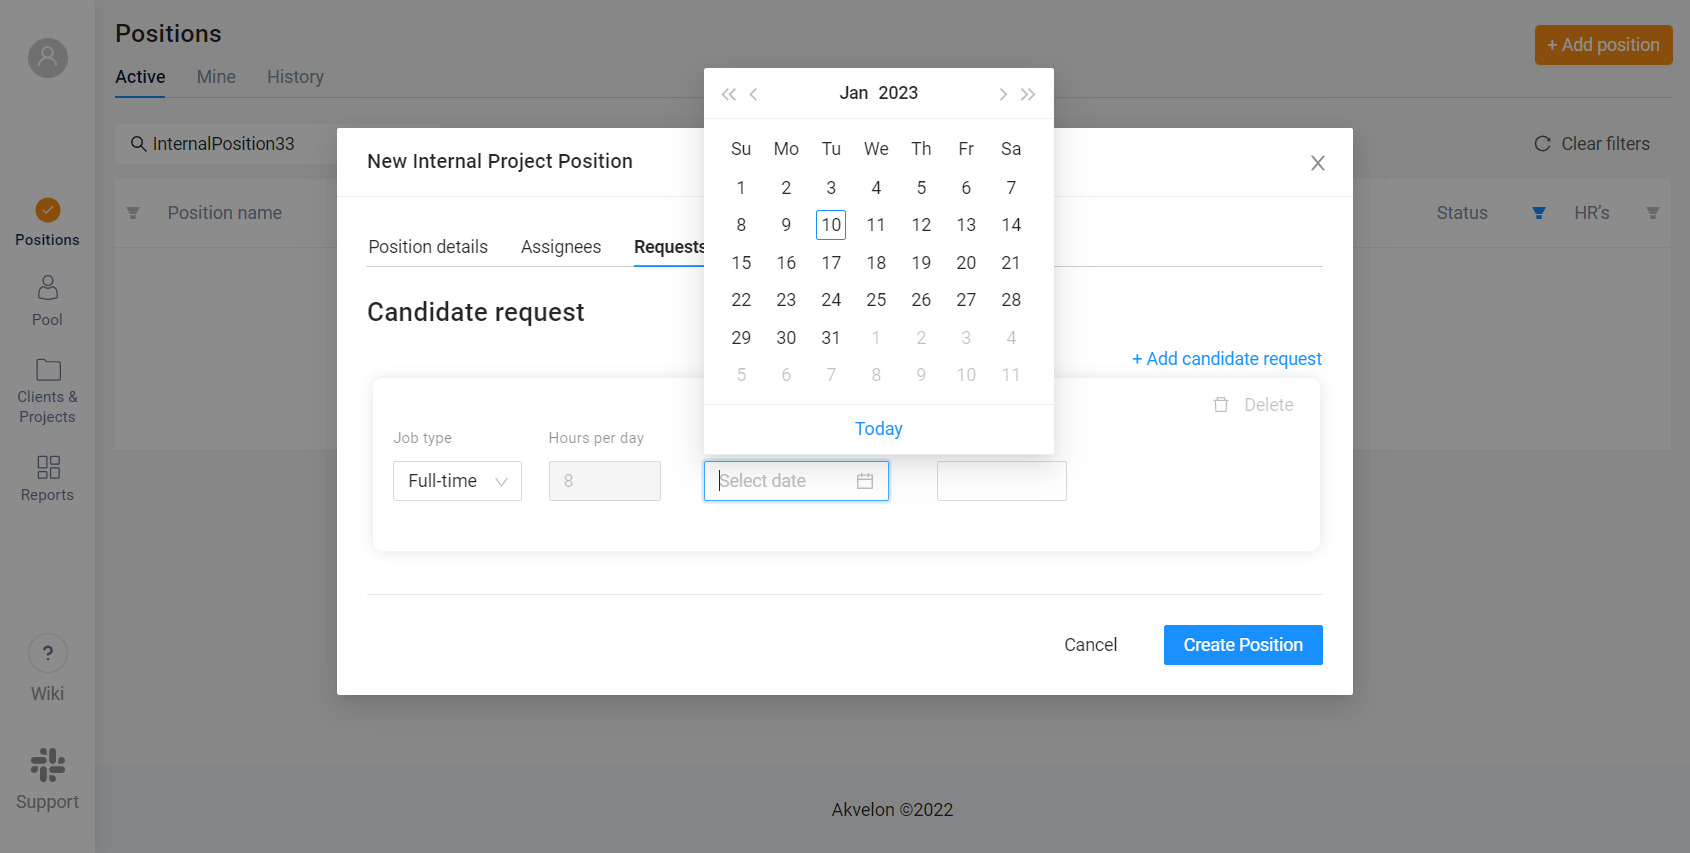 Positions
+ Add position
Active
Mine
History
InternalPosition33
Clear filters
Position name
Status
HR's
Positions
Pool
Clients &
Projects
Reports
?
Wiki
Support
New Internal Project Position
Position details
Assignees
Requests
Candidate request
+ Add candidate request
Delete
Job type
Hours per day
Full-time
8
Select date
Jan 2023
Su Mo Tu We Th Fr Sa
1 2 3 4 5 6 7
8 9 10 11 12 13 14
15 16 17 18 19 20 21
22 23 24 25 26 27 28
29 30 31 1 2 3 4
5 6 7 8 9 10 11
Today
Cancel
Create Position
Akvelon ©2022